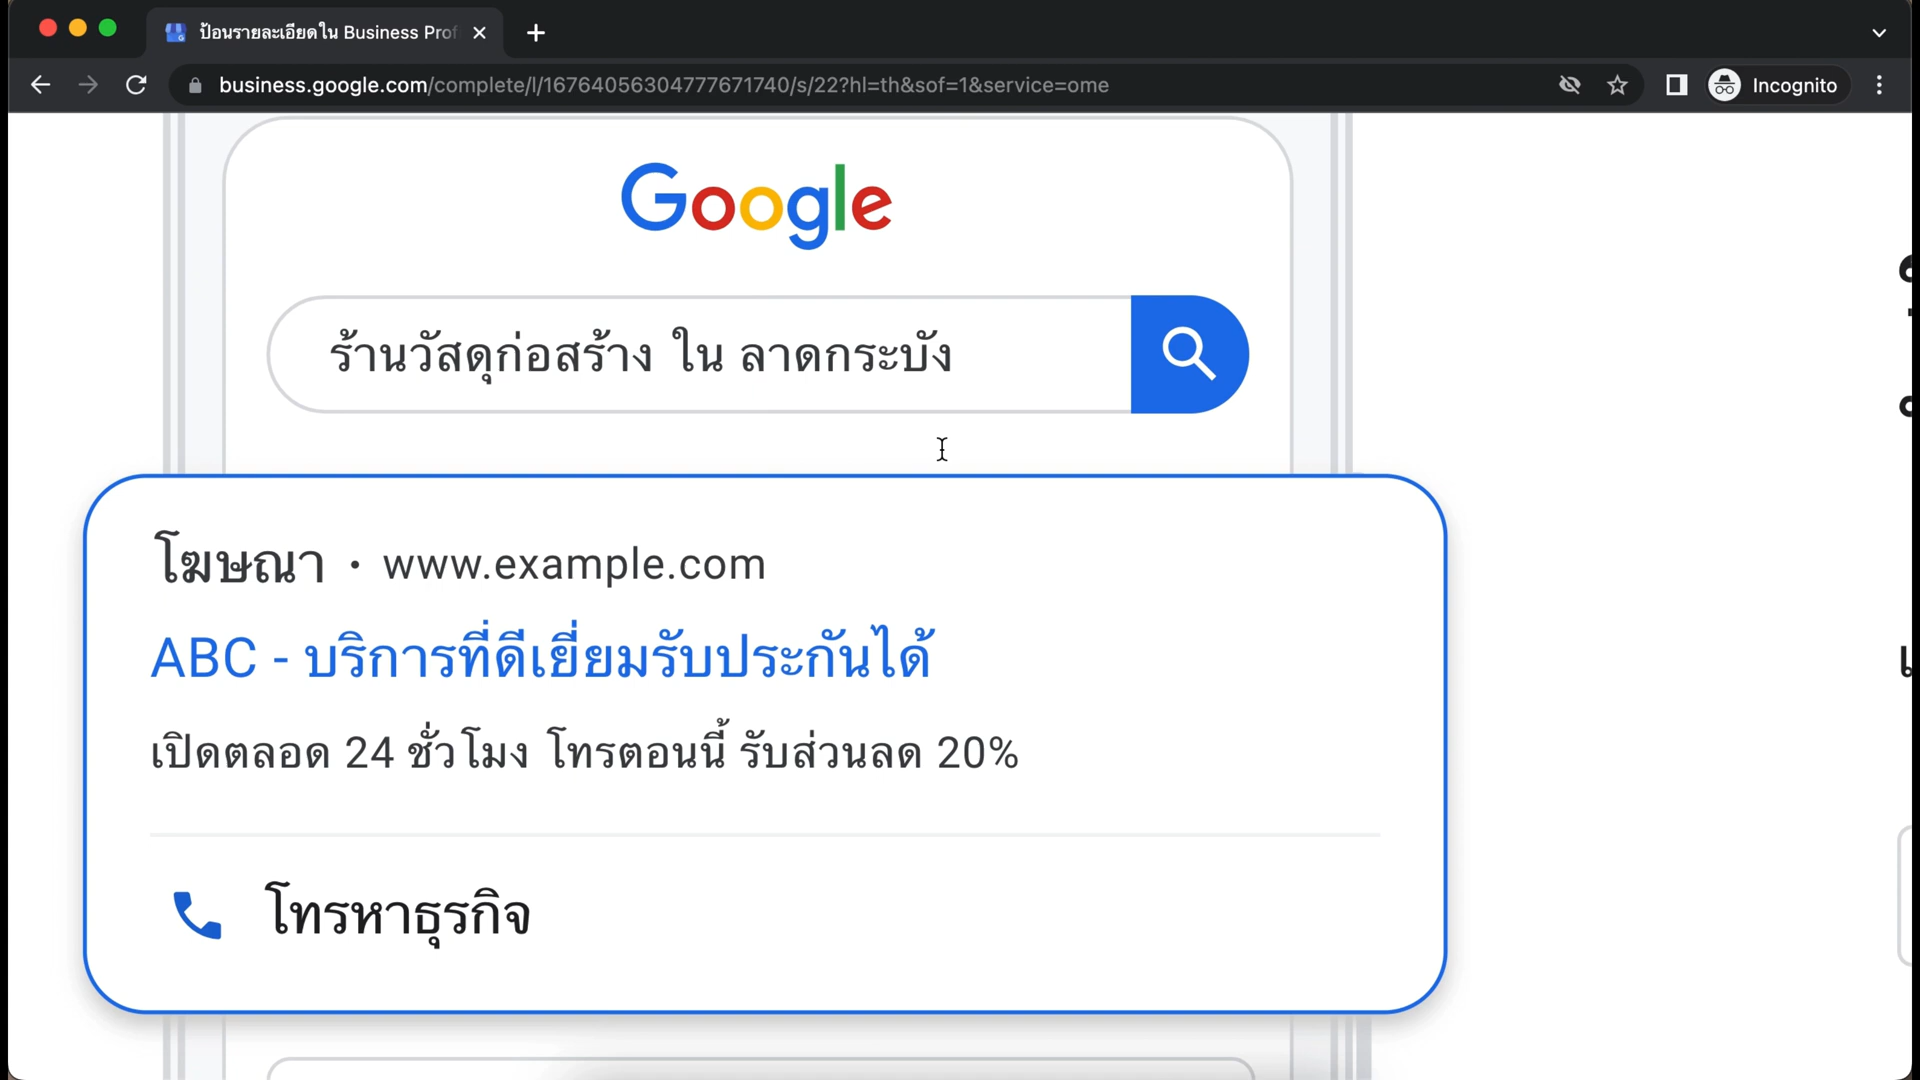 ป้อนรายละเอียดใน Business Prof
business.google.com/complete/l/16764056304777671740/s/22?hl=th&sof=1&service=ome
Incognito
Google
ร้านวัสดุก่อสร้าง ใน ลาดกระบัง
โฆษณา · www.example.com
ABC - บริการที่ดีเยี่ยมรับประกันได้
เปิดตลอด 24 ชั่วโมง โทรตอนนี้ รับส่วนลด 20%
โทรหาธุรกิจ